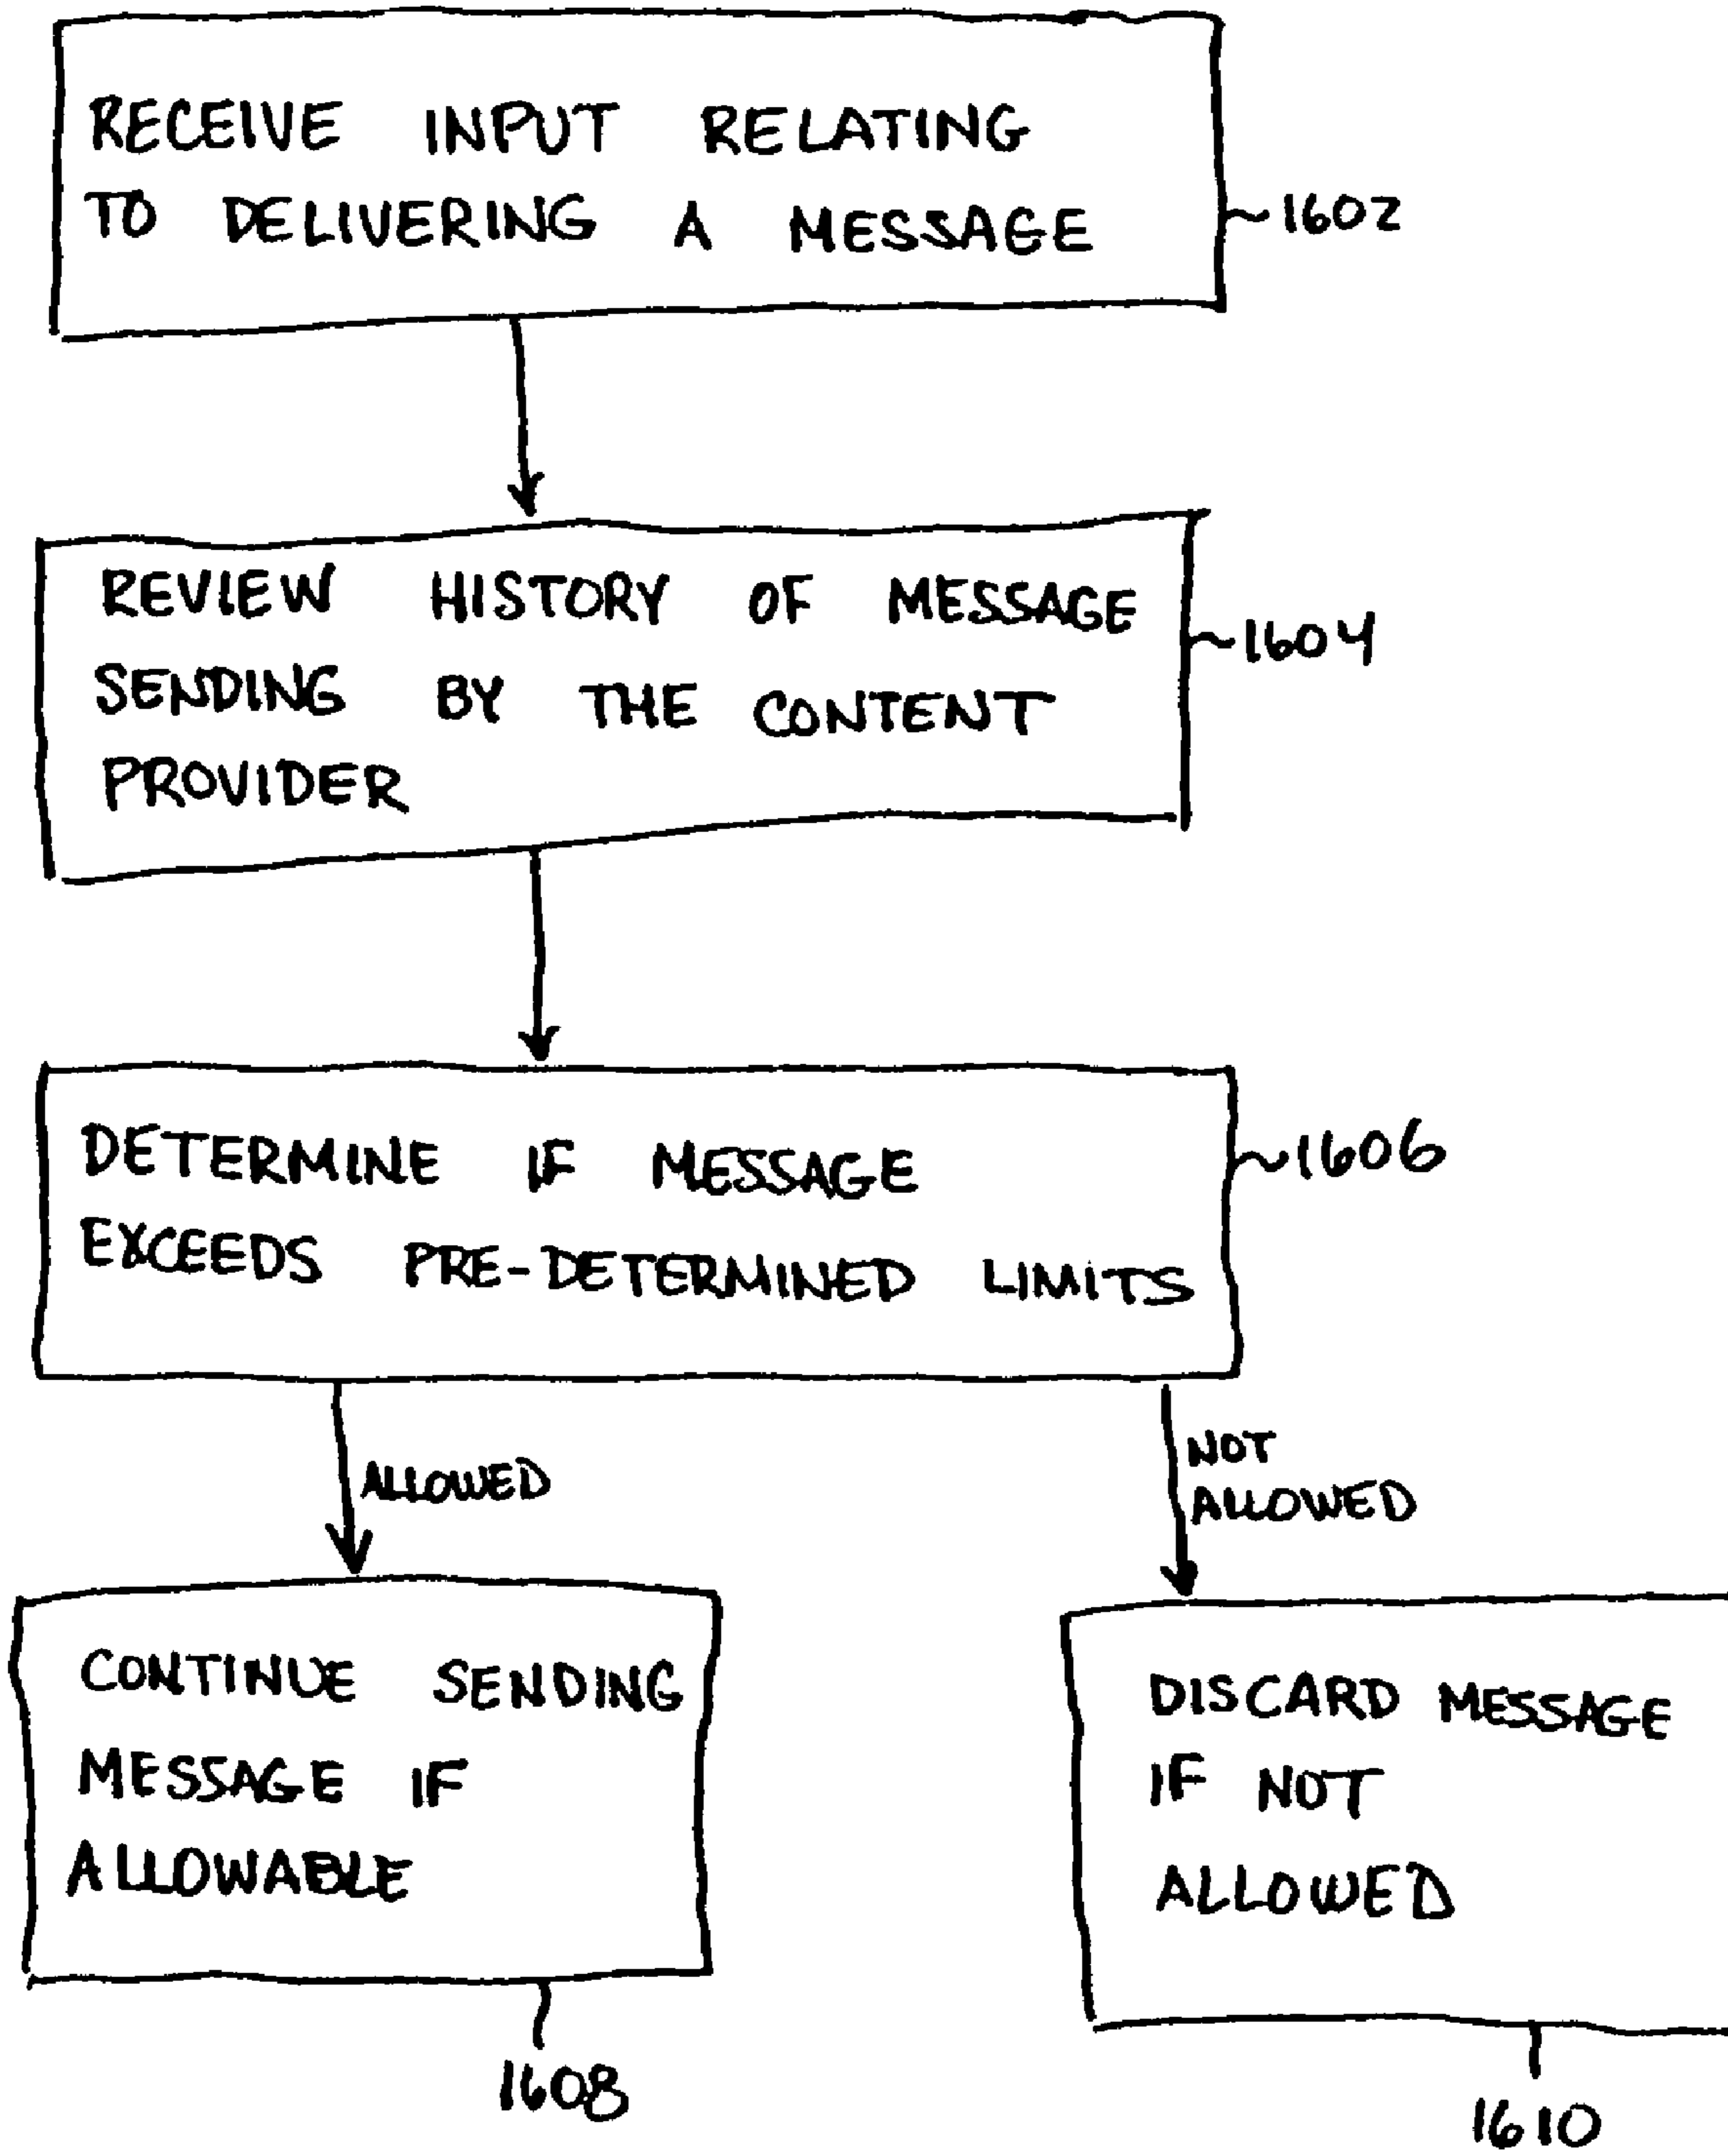 RECEIVE INPUT RELATING
TO DELIVERING A MESSAGE
1602
REVIEW HISTORY OF MESSAGE
SENDING BY THE CONTENT
PROVIDER
1604
DETERMINE IF MESSAGE
EXCEEDS PRE-DETERMINED LIMITS
1606
ALLOWED
NOT
ALLOWED
CONTINUE SENDING
MESSAGE IF
ALLOWABLE
1608
DISCARD MESSAGE
IF NOT
ALLOWED
1610